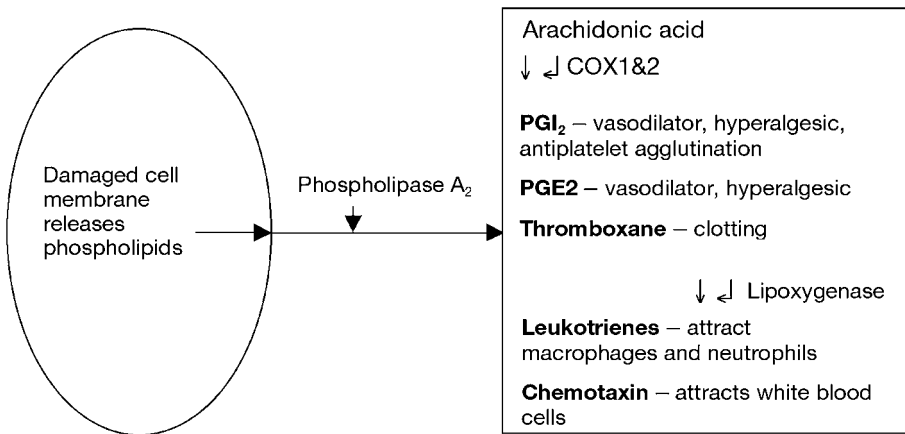 Damaged cell
membrane
releases
phospholipids
Phospholipase A₂
Arachidonic acid
COX1&2
PGI₂ – vasodilator, hyperalgesic,
antiplatelet agglutination
PGE2 – vasodilator, hyperalgesic
Thromboxane – clotting
Lipoxygenase
Leukotrienes – attract
macrophages and neutrophils
Chemotaxin – attracts white blood
cells